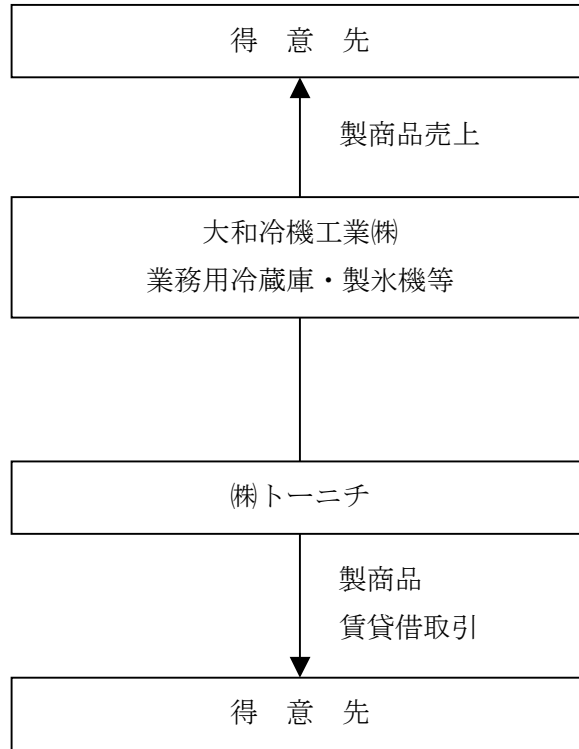 得 意 先
製商品売上
大和冷機工業㈱
業務用冷蔵庫・製氷機等
㈱トーニチ
製商品
賃貸借取引
得 意 先